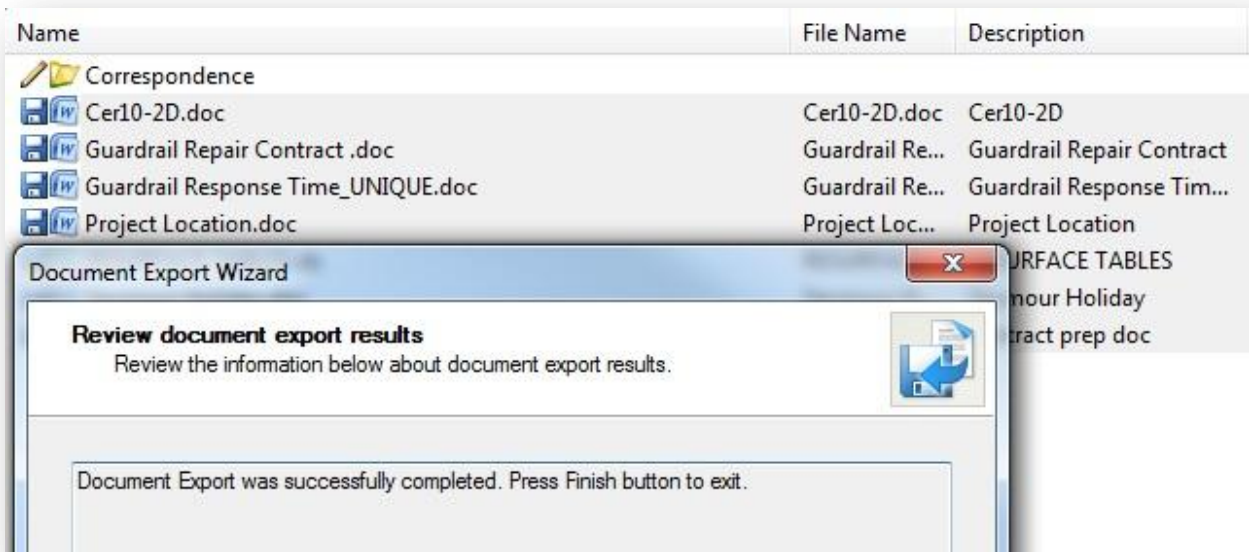 Name File Name Description
Correspondence
Cer10-2D.doc Cer10-2D.doc Cer10-2D
Guardrail Repair Contract .doc Guardrail Re... Guardrail Repair Contract
Guardrail Response Time_UNIQUE.doc Guardrail Re... Guardrail Response Tim...
Project Location.doc Project Loc... Project Location
Document Export Wizard
TABLES
Holiday
prep doc
Review document export results
Review the information below about document export results.
Document Export was successfully completed. Press Finish button to exit.